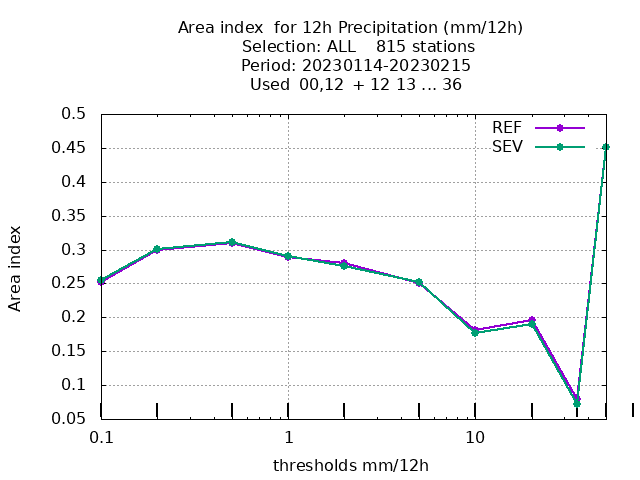 Area index  for 12h Precipitation (mm/12h)
Selection: ALL    815 stations
Period: 20230114-20230215
Used  00,12  + 12 13 ... 36
REF
SEV
0.5
0.45
0.4
0.35
0.3
0.25
0.2
0.15
0.1
0.05
Area index
0.1
1
10
thresholds mm/12h